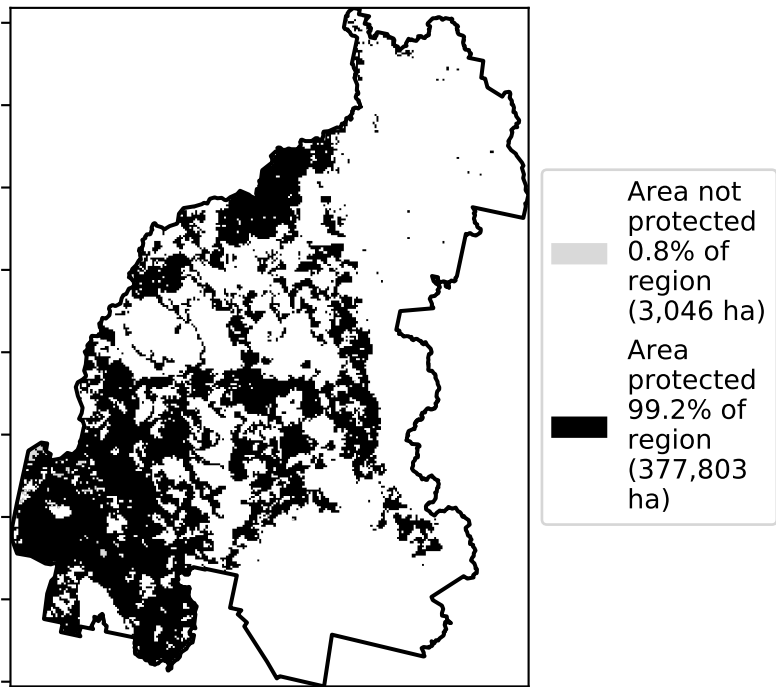 Area not
protected
0.8% of
region
(3,046 ha)
Area
protected
99.2% of
region
(377,803
ha)